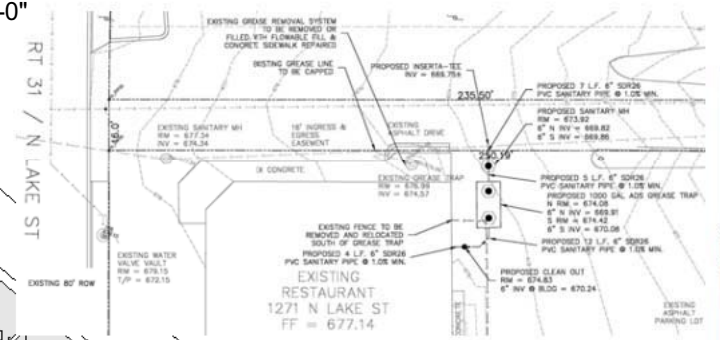 -0"
EXISTING GREASE REMOVAL SYSTEM
TO BE REMOVED OR
FILLED WITH FLOWABLE FILL &
CONCRETE SIDEWALK REPAIRED
EXISTING GREASE LINE
TO BE CAPPED
PROPOSED INSERTA-TEE
INV = 669.75±
235.50'
PROPOSED 7 L.F. 6" SDR26
PVC SANITARY PIPE @ 1.0% MIN.
PROPOSED SANITARY MH
RIM = 673.92
6" N INV = 669.82
6" S INV = 669.86
RT 31 / N LAKE ST
16.0'
EXISTING SANITARY MH
RIM = 677.34
INV = 674.34
16' INGRESS &
EGRESS
EASEMENT
EXISTING
ASPHALT DRIVE
250.19'
CONCRETE
EXISTING GREASE TRAP
RIM = 676.99
INV = 674.57
PROPOSED 5 L.F. 6" SDR26
PVC SANITARY PIPE @ 1.0% MIN.
PROPOSED 1000 GAL ADS GREASE TRAP
N RIM = 674.08
6" N INV = 669.91
S RIM = 674.42
6" S INV = 670.08
EXISTING FENCE TO BE
REMOVED AND RELOCATED
SOUTH OF GREASE TRAP
PROPOSED 4 L.F. 6" SDR26
PVC SANITARY PIPE @ 1.0% MIN.
PROPOSED 12 L.F. 6" SDR26
PVC SANITARY PIPE @ 1.0% MIN.
EXISTING WATER
VALVE VAULT
RIM = 679.15
T/P = 672.15
EXISTING 80' ROW
EXISTING
RESTAURANT
1271 N LAKE ST
FF = 677.14
PROPOSED CLEAN OUT
RIM = 674.83
6" INV @ BLDG = 670.24
CONCRETE
EXISTING
ASPHALT
PARKING LOT